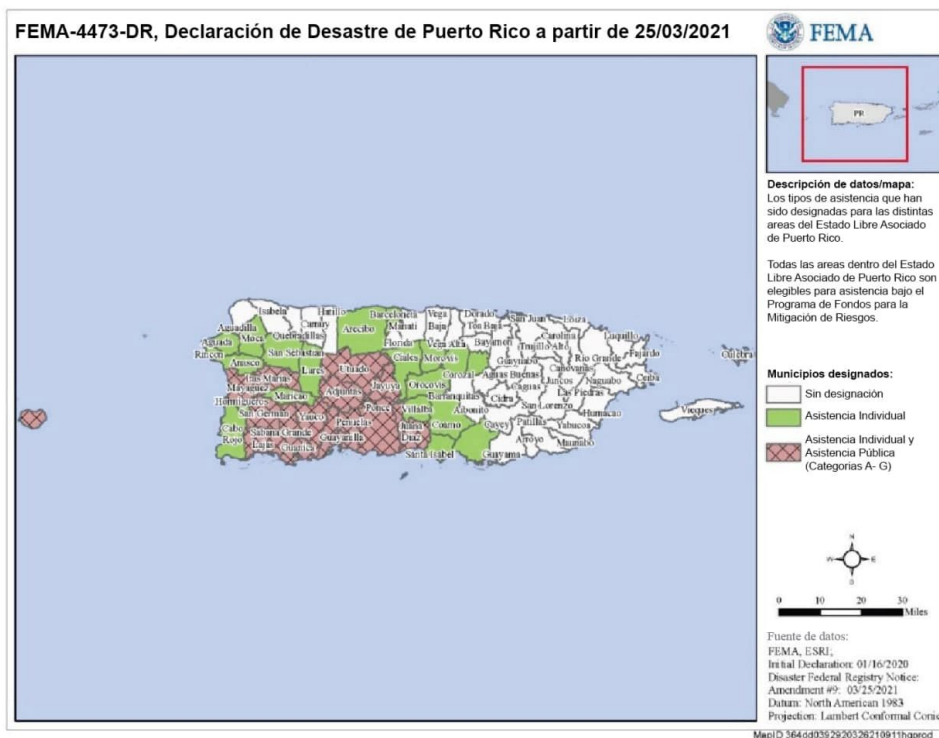 FEMA-4473-DR, Declaración de Desastre de Puerto Rico a partir de 25/03/2021
FEMA
PR
Descripción de datos/mapa:
Los tipos de asistencia que han
sido designadas para las distintas
areas del Estado Libre Asociado
de Puerto Rico.
Todas las areas dentro del Estado
Libre Asociado de Puerto Rico son
elegibles para asistencia bajo el
Programa de Fondos para la
Mitigación de Riesgos.
Isabela
Hatillo
Barceloneta
Vega
Dorado
San Juan
Aguadilla
Camuy
Arecibo
Manati
Baja
Toa Baja
Carolina
Luquillo
Aguada
Moca
Quebradillas
Florida
Vega Alta
Bayamon
Trujillo Alto
Rincon
San Sebastian
Ciales
Morovis
Guaynabo
Rio Grande
Fajardo
Culebra
Anasco
Lares
Utuado
Corozal
Aguas Buenas
Canovanas
Ceiba
Las Marias
Jayuya
Orocovis
Caguas
Juncos
Naguabo
Mayaguez
Adjuntas
Barranquitas
Las Piedras
Hormigueros
Maricao
Ponce
Villalba
Aibonito
Cidra
San Lorenzo
Humacao
Vieques
San German
Yauco
Penuelas
Juana
Coamo
Cayey
Patillas
Yabucoa
Cabo
Rojo
Sabana Grande
Guayanilla
Diaz
Arroyo
Maunabo
Lajas
Guanica
Santa Isabel
Guayama
Municipios designados:
Sin designación
Asistencia Individual
Asistencia Individual y
Asistencia Pública
(Categorias A- G)
N
W
E
0 10 20 30
Miles
Fuente de datos:
FEMA, ESRI;
Initial Declaration: 01/16/2020
Disaster Federal Registry Notice:
Amendment #9: 03/25/2021
Datum: North American 1983
Projection: Lambert Conformal Conic